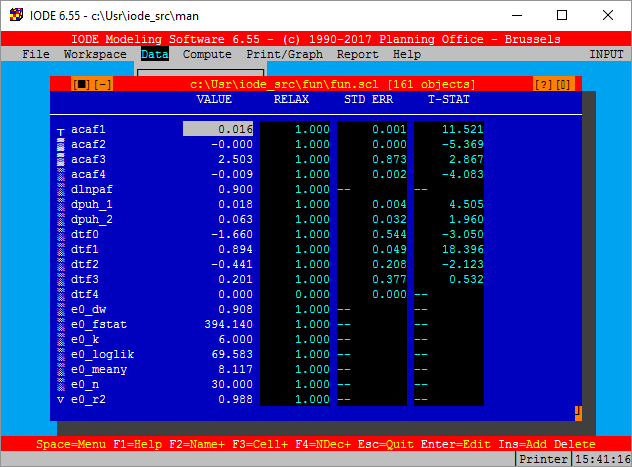 IODE 6.55 - c:\Usr\iode_src\man
IODE Modeling Software 6.55 - (c) 1990-2017 Planning Office - Brussels
File Workbook Data Compute Print/Graph Report Help INPUT
c:\Usr\iode_src\fun\fun.scl [161 objects]
VALUE RELAX STD ERR T-STAT
acaf1 0.016 1.000 0.001 11.521
acaf2 -0.000 1.000 0.000 -5.369
acaf3 2.503 1.000 0.873 2.867
acaf4 -0.009 1.000 0.002 -4.083
dlnpaf 0.900 1.000 -- --
dpuh_1 0.018 1.000 0.004 4.505
dpuh_2 0.063 1.000 0.032 1.960
dtf0 -1.660 1.000 0.544 -3.050
dtf1 0.894 1.000 0.049 18.396
dtf2 -0.441 1.000 0.208 -2.123
dtf3 0.201 1.000 0.377 0.532
dtf4 0.000 0.000 0.000 --
e0_dw 0.908 1.000 -- --
e0_fstat 394.140 1.000 -- --
e0_k 6.000 1.000 -- --
e0_loglik 69.583 1.000 -- --
e0_meany 8.117 1.000 -- --
e0_n 30.000 1.000 -- --
e0_r2 0.988 1.000 -- --
Space=Menu F1=Help F2=Name+ F3=Cell+ F4=NDec+ Esc=Quit Enter=Edit Ins=Add Delete
Printer 15:41:16